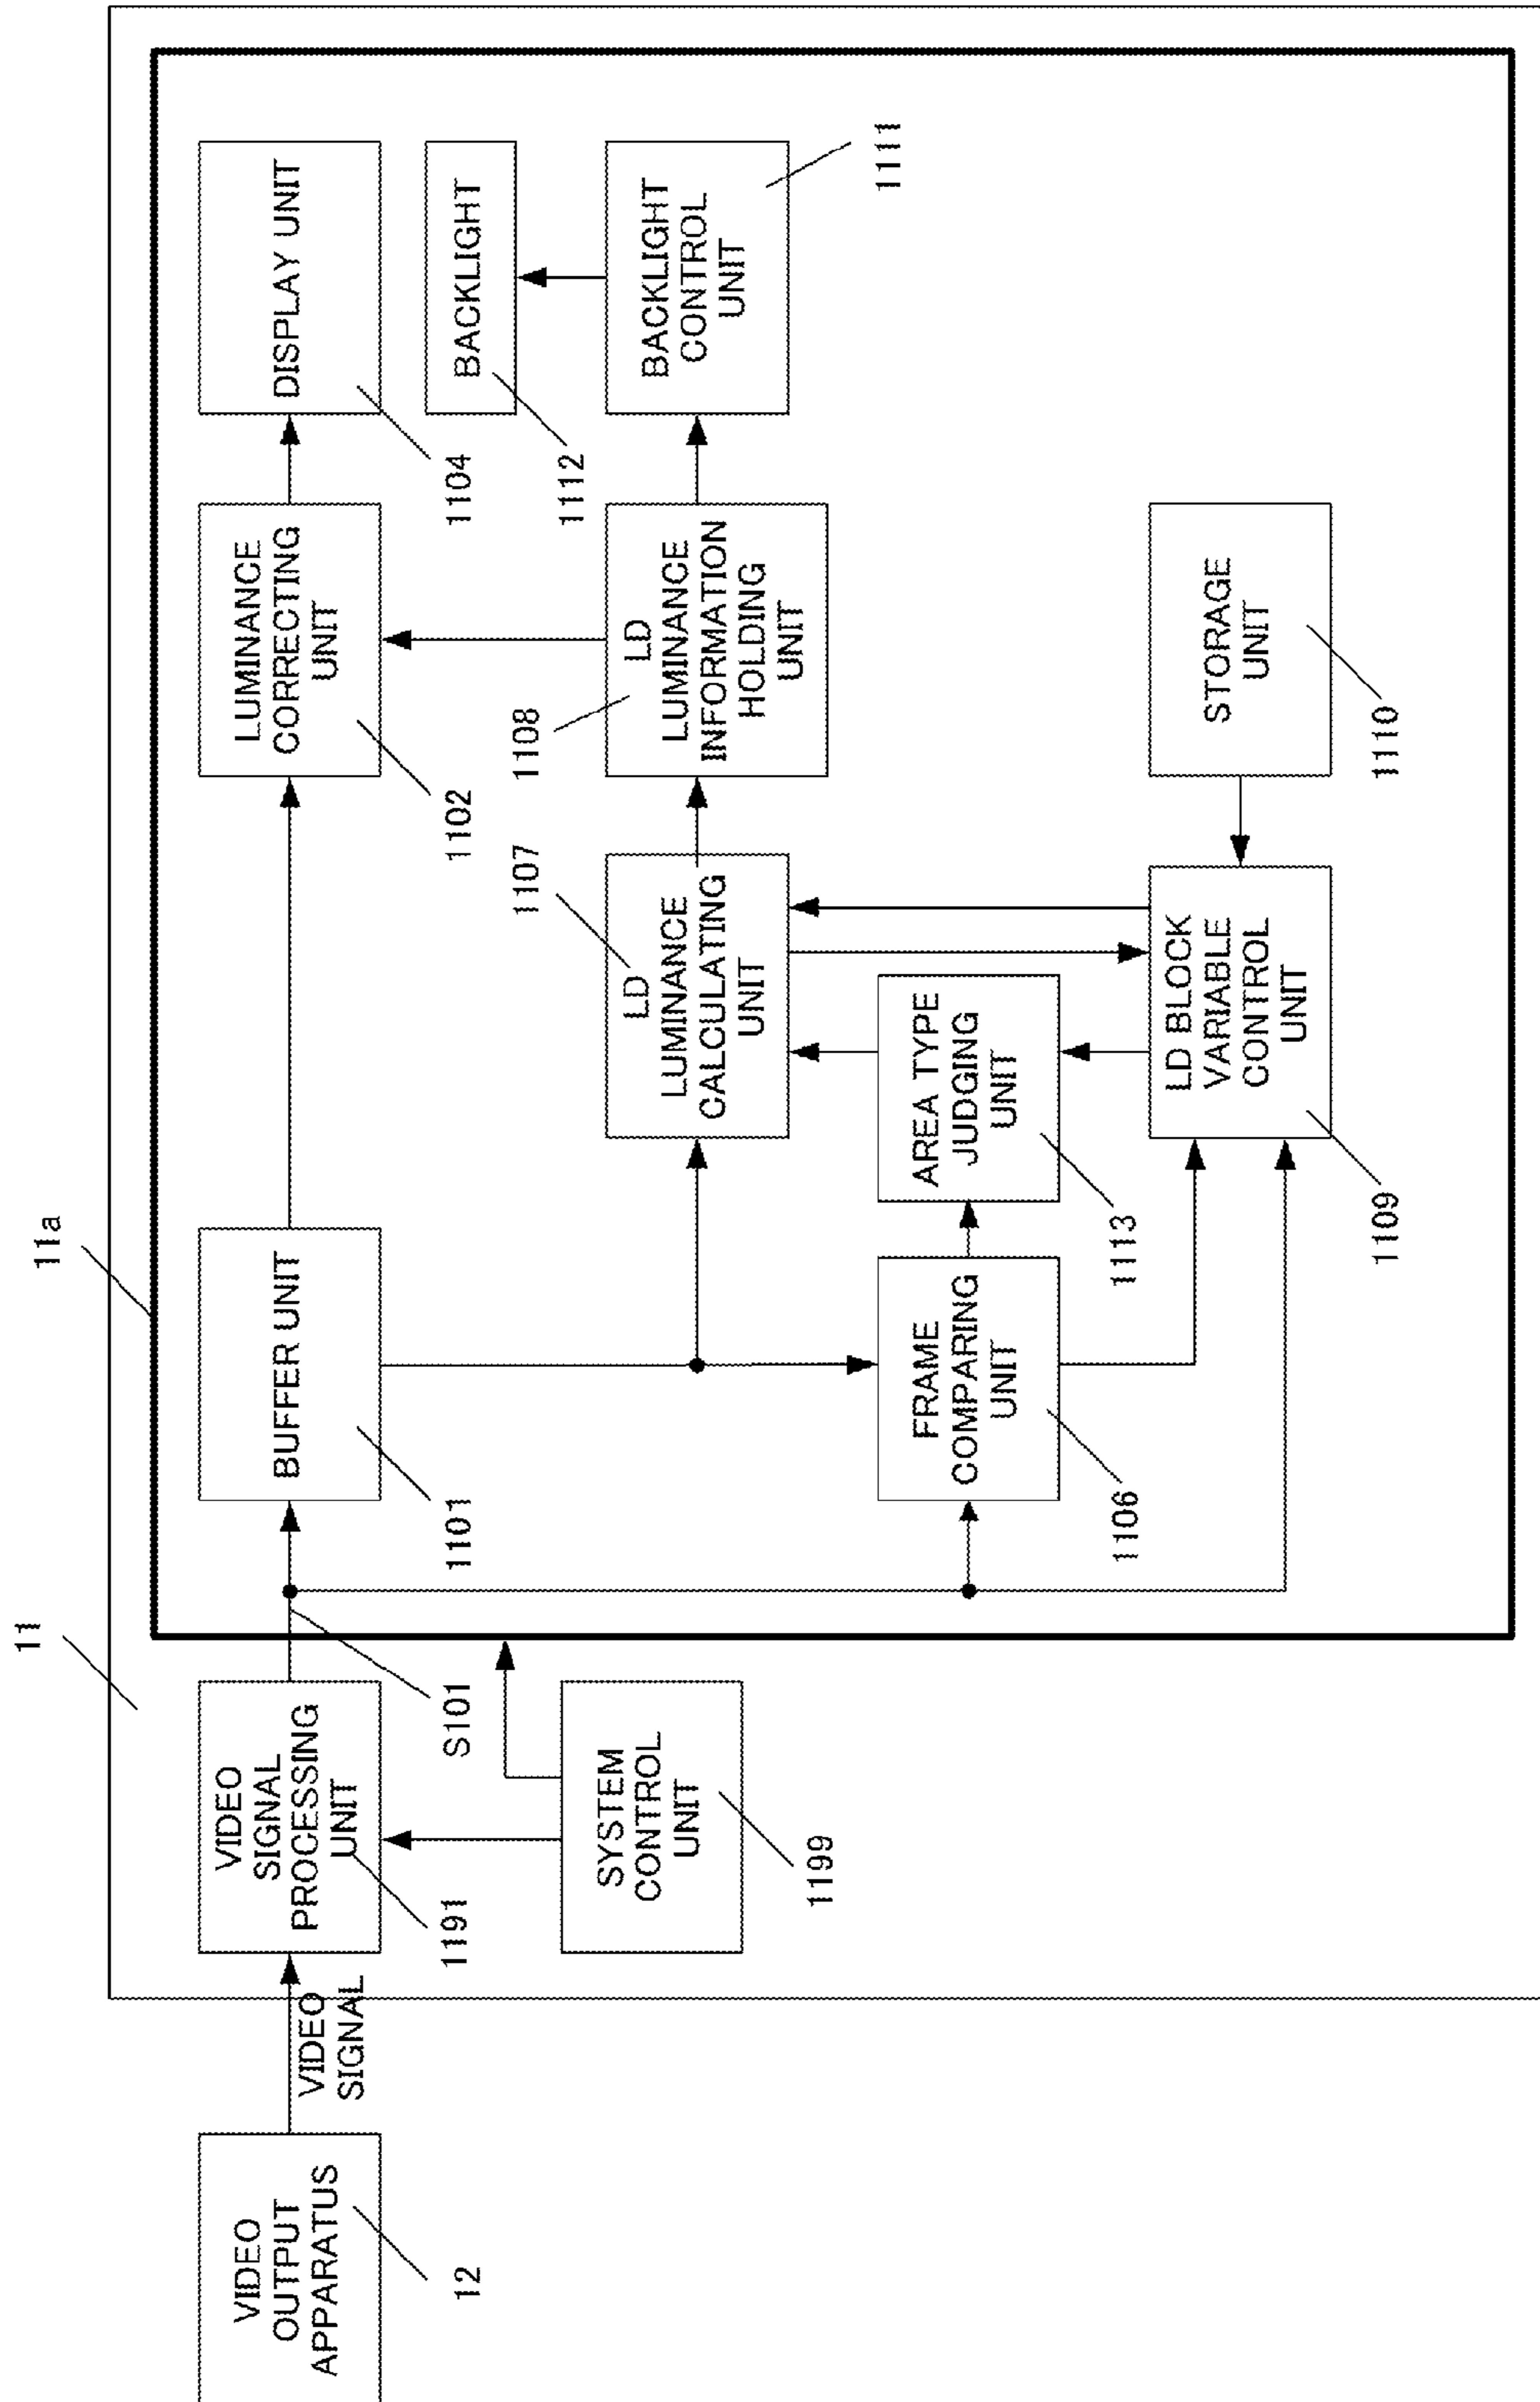 11
11a
VIDEO
OUTPUT
APPARATUS
12
VIDEO
SIGNAL
VIDEO
SIGNAL
PROCESSING
UNIT
1191
S101
SYSTEM
CONTROL
UNIT
1199
BUFFER UNIT
1101
LUMINANCE
CORRECTING
UNIT
1102
DISPLAY UNIT
1104
BACKLIGHT
1112
LD
LUMINANCE
CALCULATING
UNIT
1107
LD
LUMINANCE
INFORMATION
HOLDING
UNIT
1108
BACKLIGHT
CONTROL
UNIT
1111
FRAME
COMPARING
UNIT
1106
AREA TYPE
JUDGING
UNIT
1113
LD BLOCK
VARIABLE
CONTROL
UNIT
1109
STORAGE
UNIT
1110